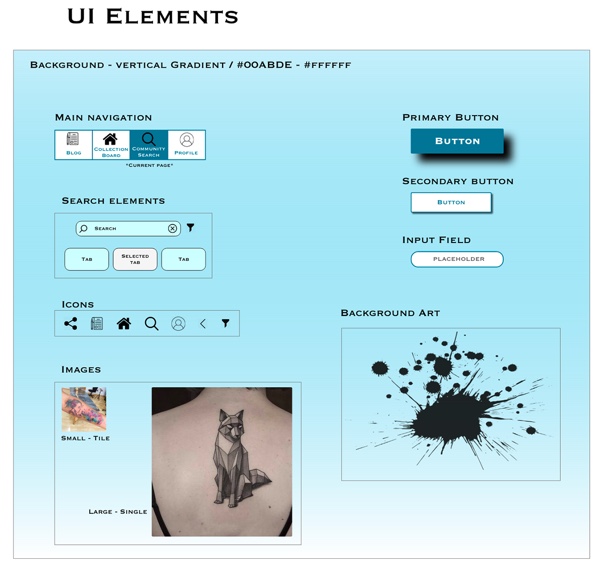 UI Elements
Background - vertical Gradient / #00ABDE - #ffffff
Main navigation
Blog
Collection Board
Community Search
Profile
*Current page*
Search elements
Search
Tab
Selected Tab
Tab
Icons
Images
Small - Tile
Large - Single
Primary Button
Button
Secondary button
Button
Input Field
placeholder
Background Art